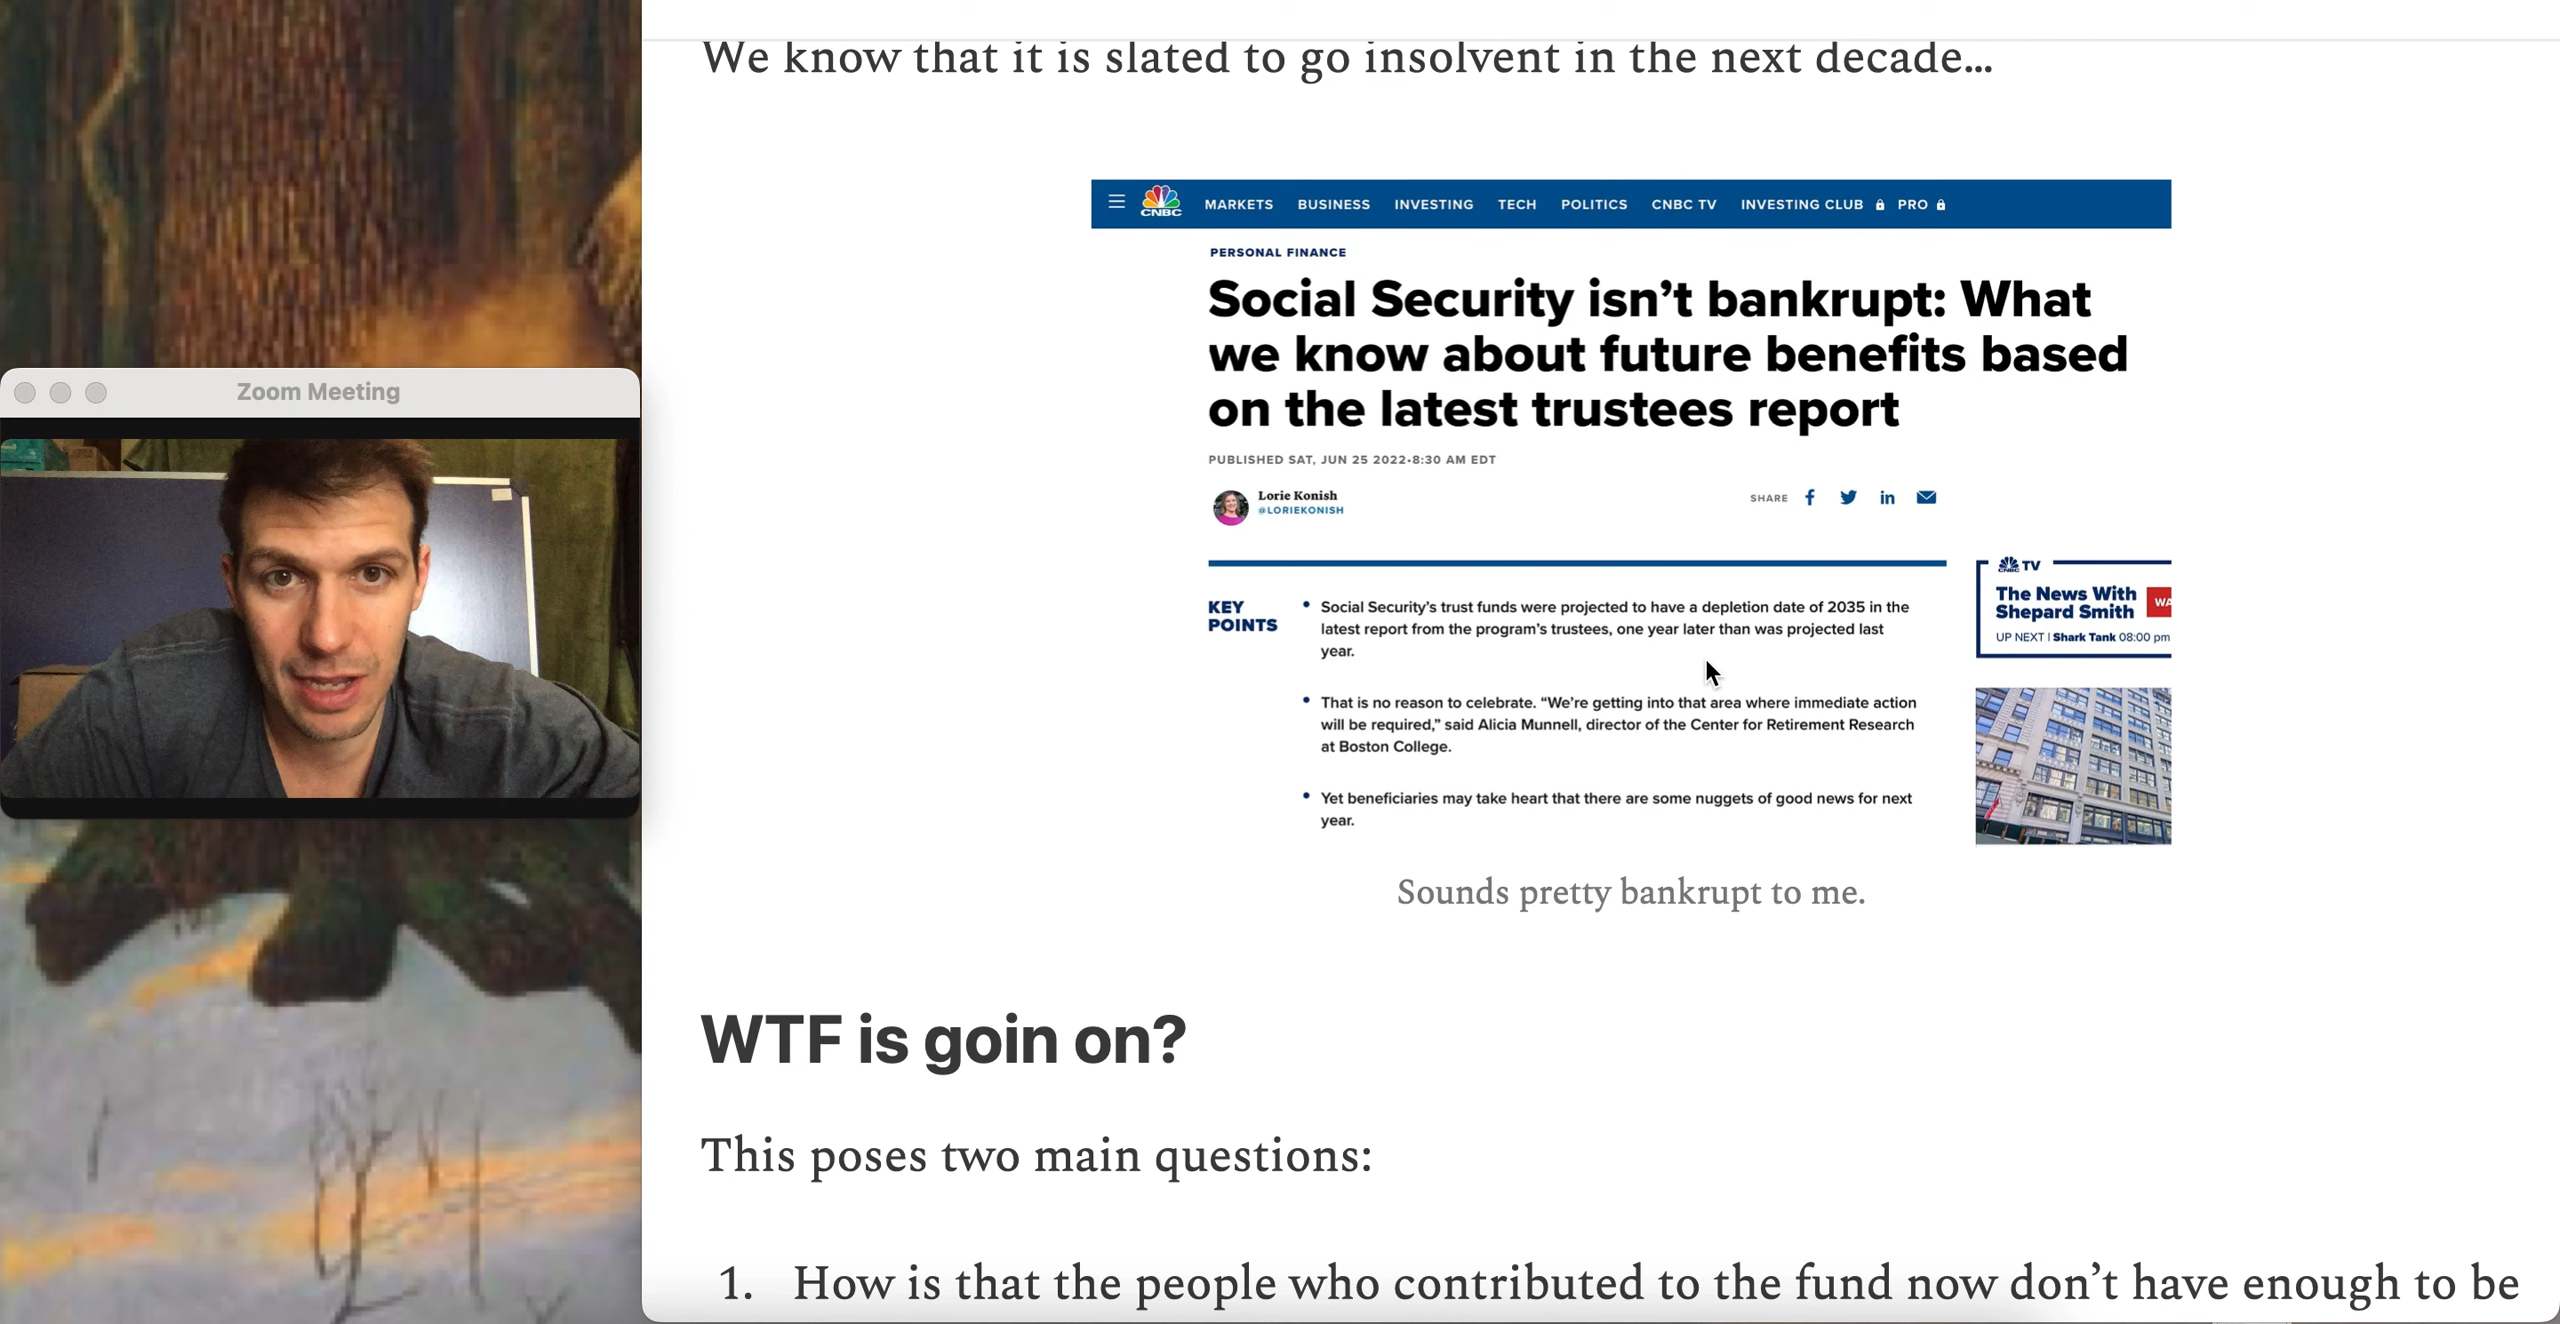 We know that it is slated to go insolvent in the next decade…
CNBC
MARKETS BUSINESS INVESTING TECH POLITICS CNBC TV INVESTING CLUB PRO
PERSONAL FINANCE
Social Security isn’t bankrupt: What
we know about future benefits based
on the latest trustees report
PUBLISHED SAT, JUN 25 2022•8:30 AM EDT
Lorie Konish
@LORIEKONISH
SHARE
KEY
POINTS
• Social Security’s trust funds were projected to have a depletion date of 2035 in the
latest report from the program’s trustees, one year later than was projected last
year.
• That is no reason to celebrate. “We’re getting into that area where immediate action
will be required,” said Alicia Munnell, director of the Center for Retirement Research
at Boston College.
• Yet beneficiaries may take heart that there are some nuggets of good news for next
year.
CNBC TV
The News With
Shepard Smith
WA
UP NEXT | Shark Tank 08:00 pm
Zoom Meeting
Sounds pretty bankrupt to me.
WTF is goin on?
This poses two main questions:
1. How is that the people who contributed to the fund now don’t have enough to be